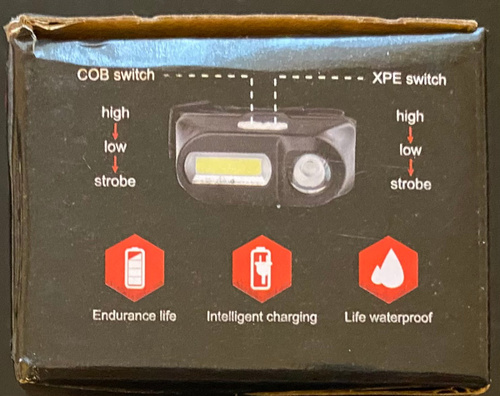 COB switch
XPE switch
high
low
strobe
high
low
strobe
Endurance life
Intelligent charging
Life waterproof